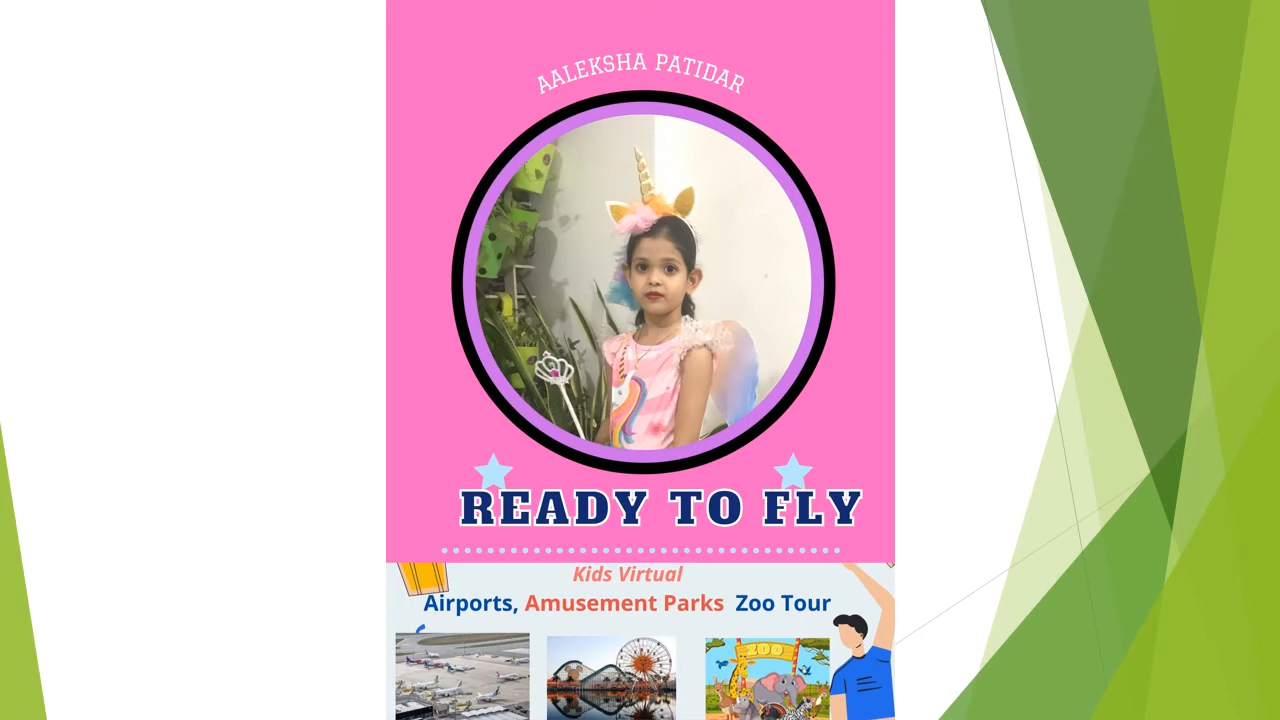 AALEKSHA PATIDAR
READY TO FLY
Kids Virtual
Airports, Amusement Parks Zoo Tour
ZOO